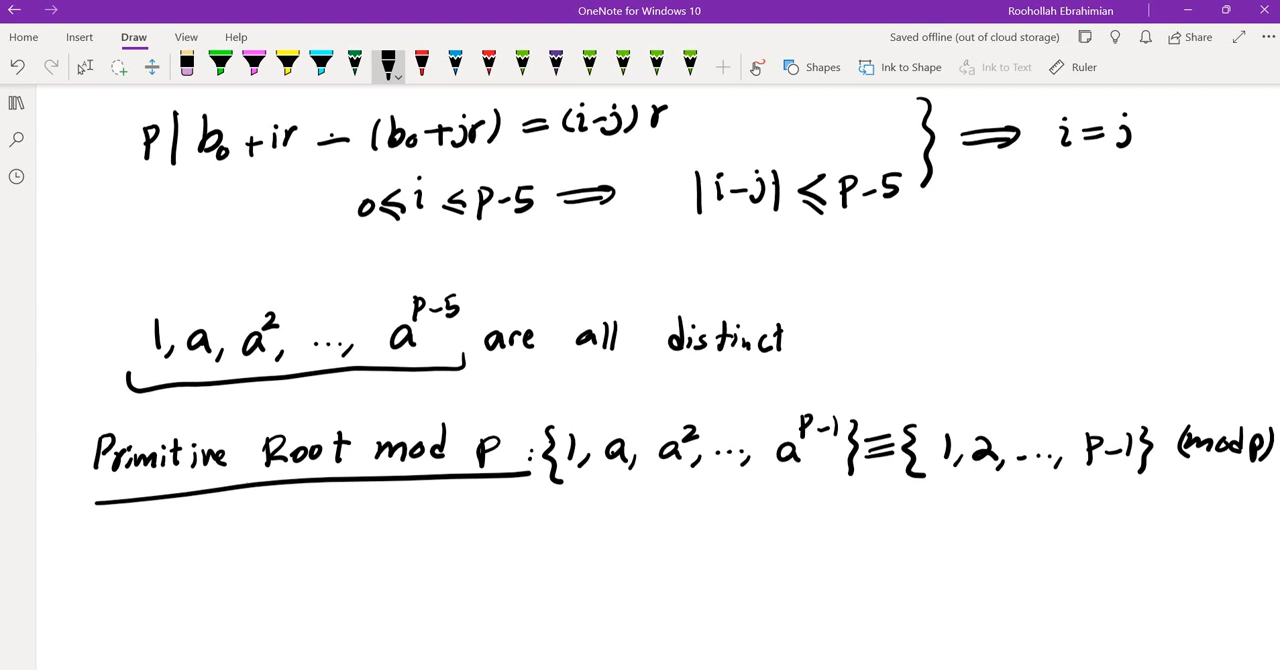 OneNote for Windows 10
Roohollah Ebrahimian
Home Insert Draw View Help
Saved offline (out of cloud storage) Share
Shapes Ink to Shape Ink to Text Ruler
p | b₀+ir − (b₀+jr) = (i-j) r } ⟹ i = j
0 ⩽ i ⩽ p-5 ⟹ |i-j| ⩽ p-5
1, a, a², ..., a^{p-5} are all distinct
Primitive Root mod p : {1, a, a², ..., a^{p-1}} ≡ { 1, 2, ..., p-1} (mod p)